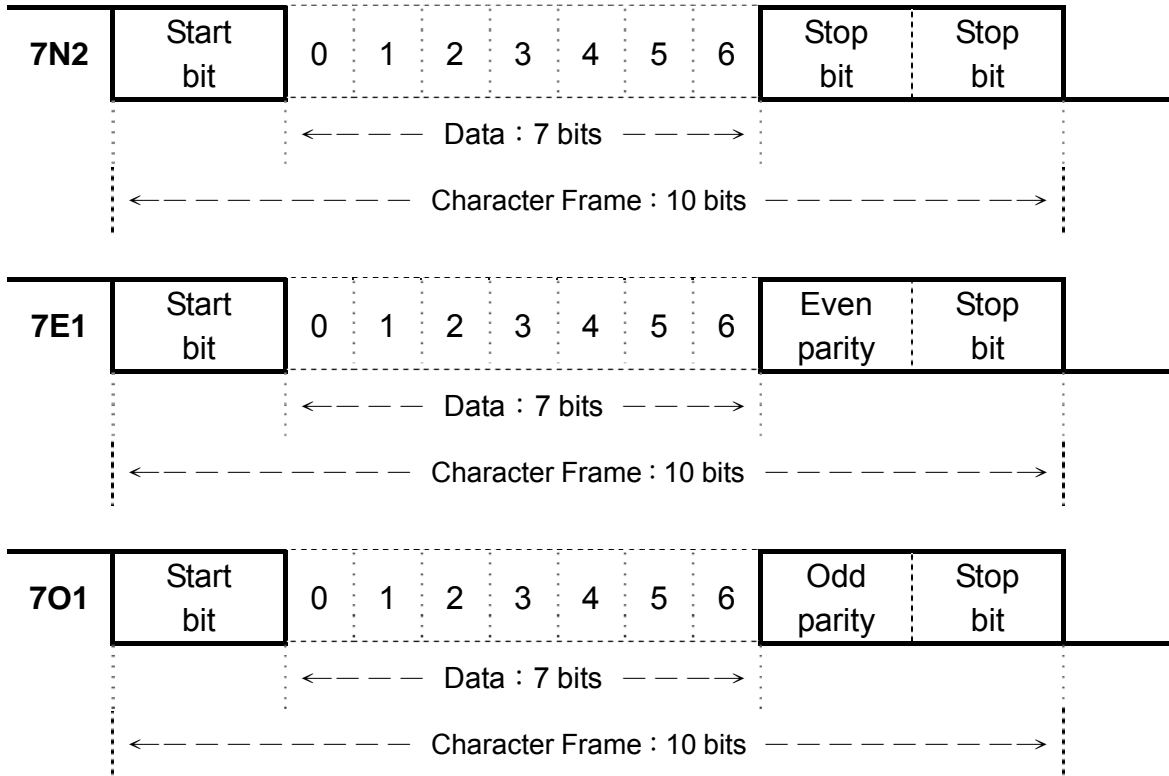 7N2 Start bit 0 1 2 3 4 5 6 Stop bit Stop bit
Data : 7 bits
Character Frame : 10 bits
7E1 Start bit 0 1 2 3 4 5 6 Even parity Stop bit
Data : 7 bits
Character Frame : 10 bits
7O1 Start bit 0 1 2 3 4 5 6 Odd parity Stop bit
Data : 7 bits
Character Frame : 10 bits